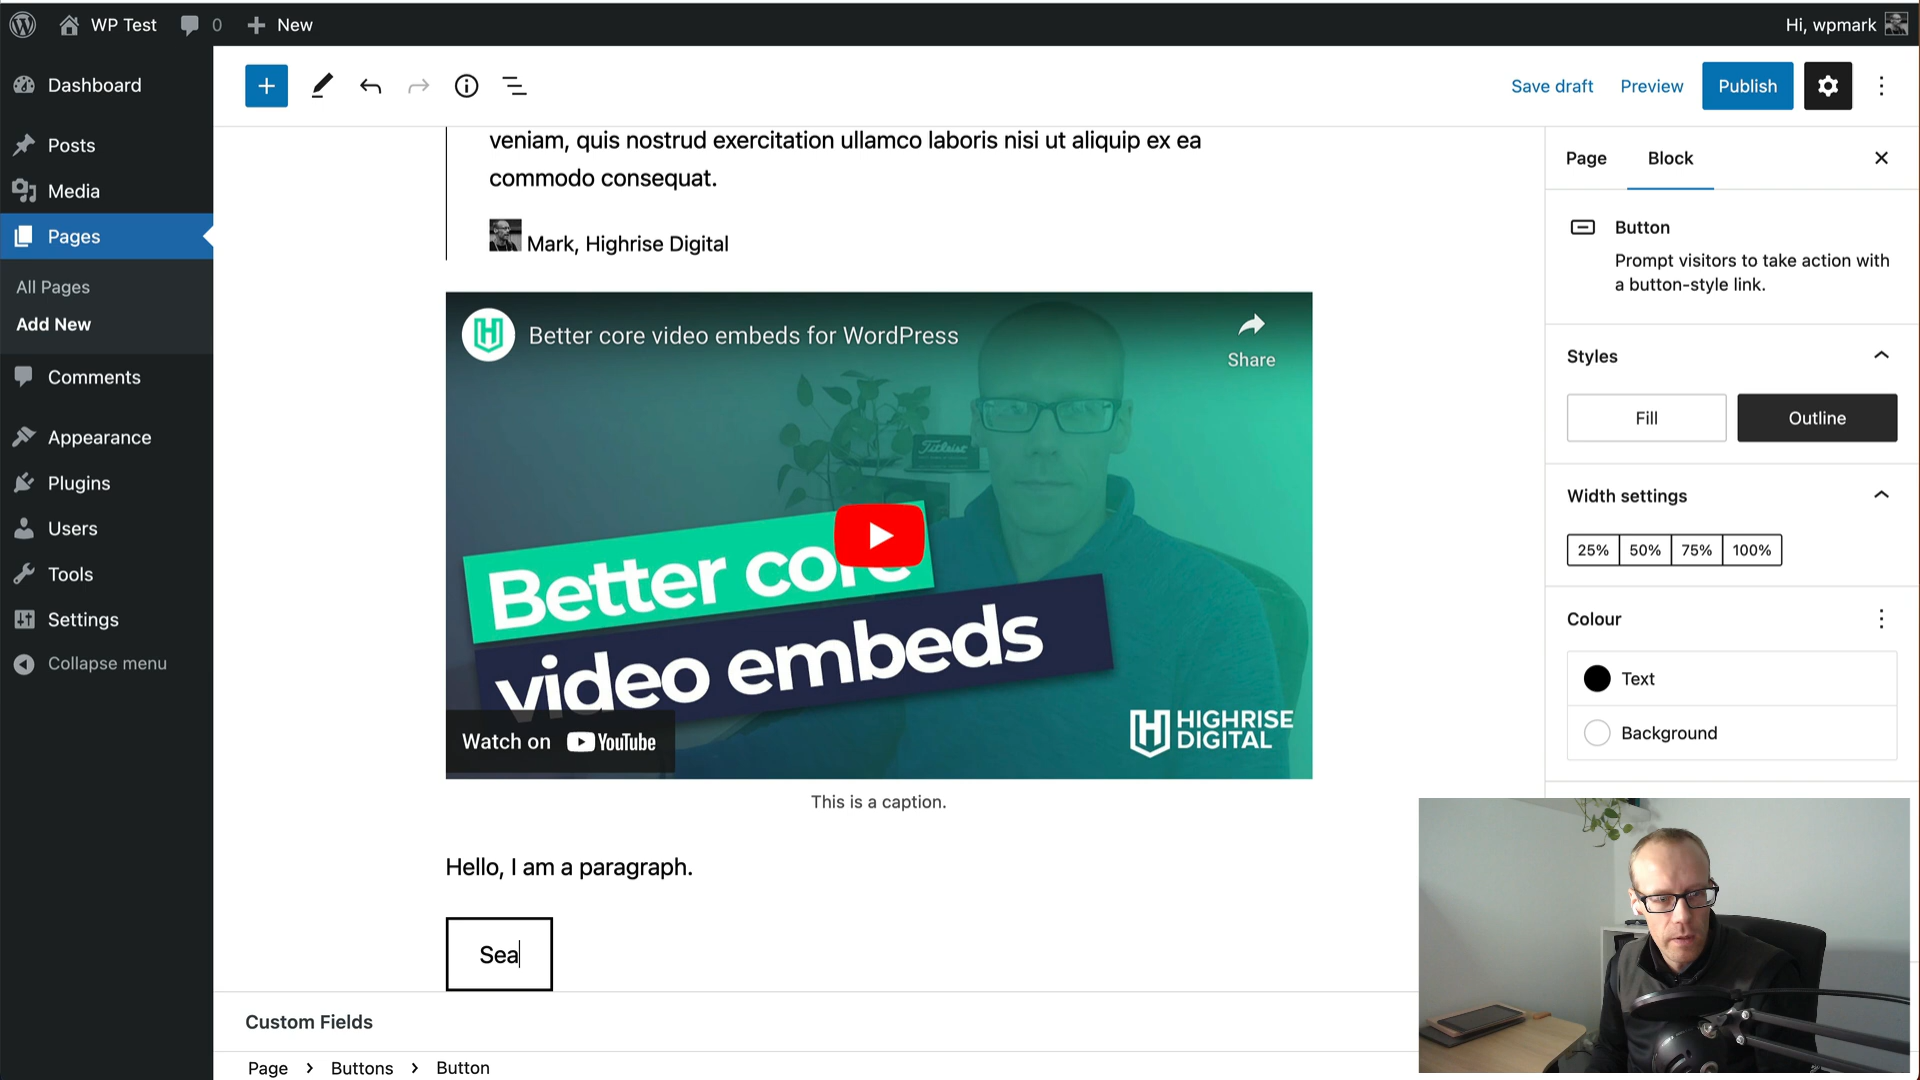 WP Test
0
New
Hi, wpmark
Dashboard
Posts
Media
Pages
All Pages
Add New
Comments
Appearance
Plugins
Users
Tools
Settings
Collapse menu
Save draft
Preview
Publish
veniam, quis nostrud exercitation ullamco laboris nisi ut aliquip ex ea
commodo consequat.
Mark, Highrise Digital
Better core video embeds for WordPress
Share
Titleist
Better core
video embeds
Watch on YouTube
HIGHRISE
DIGITAL
This is a caption.
Hello, I am a paragraph.
Sea
Custom Fields
Page
Buttons
Button
Page
Block
Button
Prompt visitors to take action with
a button-style link.
Styles
Fill
Outline
Width settings
25%
50%
75%
100%
Colour
Text
Background